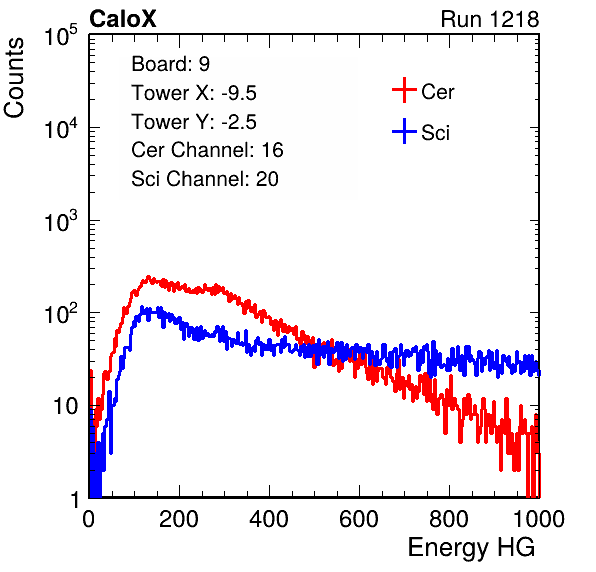 CaloX Run 1218
Counts
10^5
10^4
10^3
10^2
10
1
Board: 9
Tower X: -9.5
Tower Y: -2.5
Cer Channel: 16
Sci Channel: 20
Cer
Sci
0 200 400 600 800 1000
Energy HG